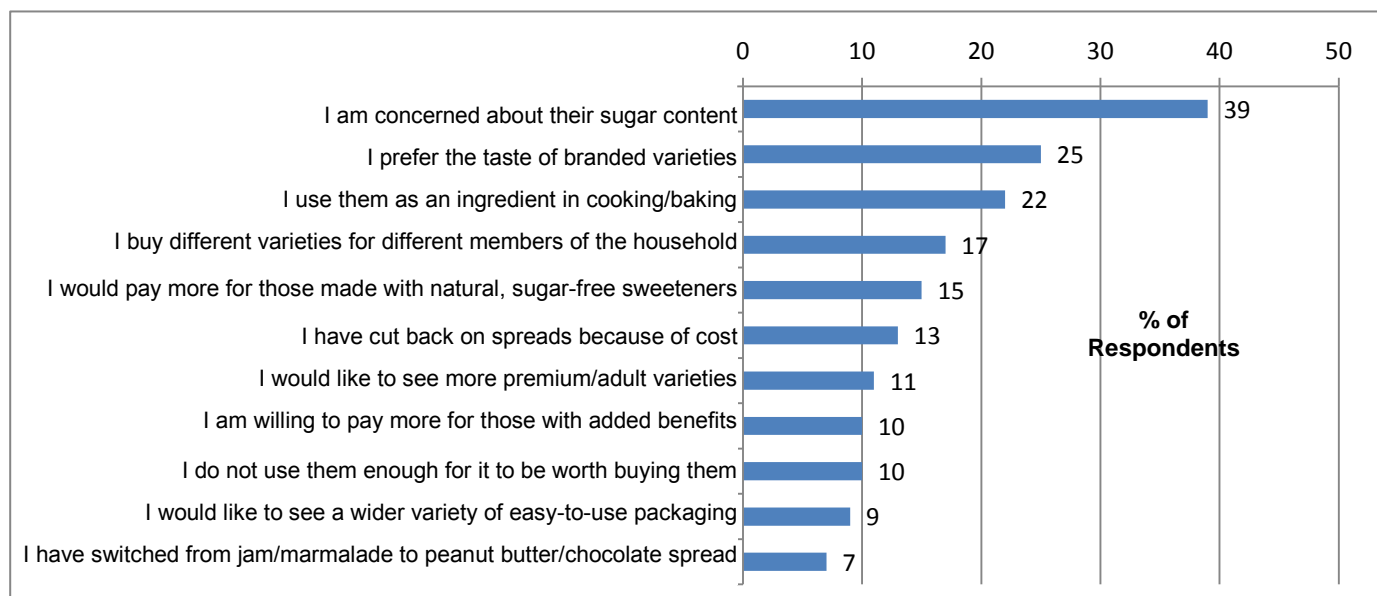 0 10 20 30 40 50
I am concerned about their sugar content 39
I prefer the taste of branded varieties 25
I use them as an ingredient in cooking/baking 22
I buy different varieties for different members of the household 17
I would pay more for those made with natural, sugar-free sweeteners 15
I have cut back on spreads because of cost 13
% of
Respondents
I would like to see more premium/adult varieties 11
I am willing to pay more for those with added benefits 10
I do not use them enough for it to be worth buying them 10
I would like to see a wider variety of easy-to-use packaging 9
I have switched from jam/marmalade to peanut butter/chocolate spread 7